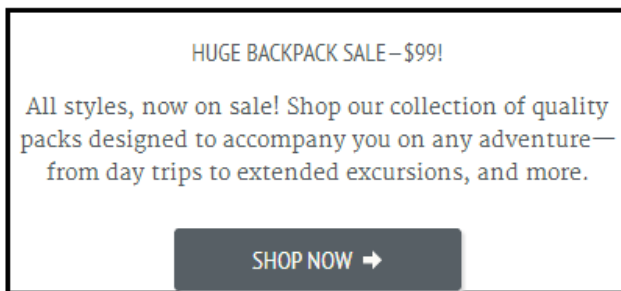 HUGE BACKPACK SALE–$99!
All styles, now on sale! Shop our collection of quality
packs designed to accompany you on any adventure—
from day trips to extended excursions, and more.
SHOP NOW ➡